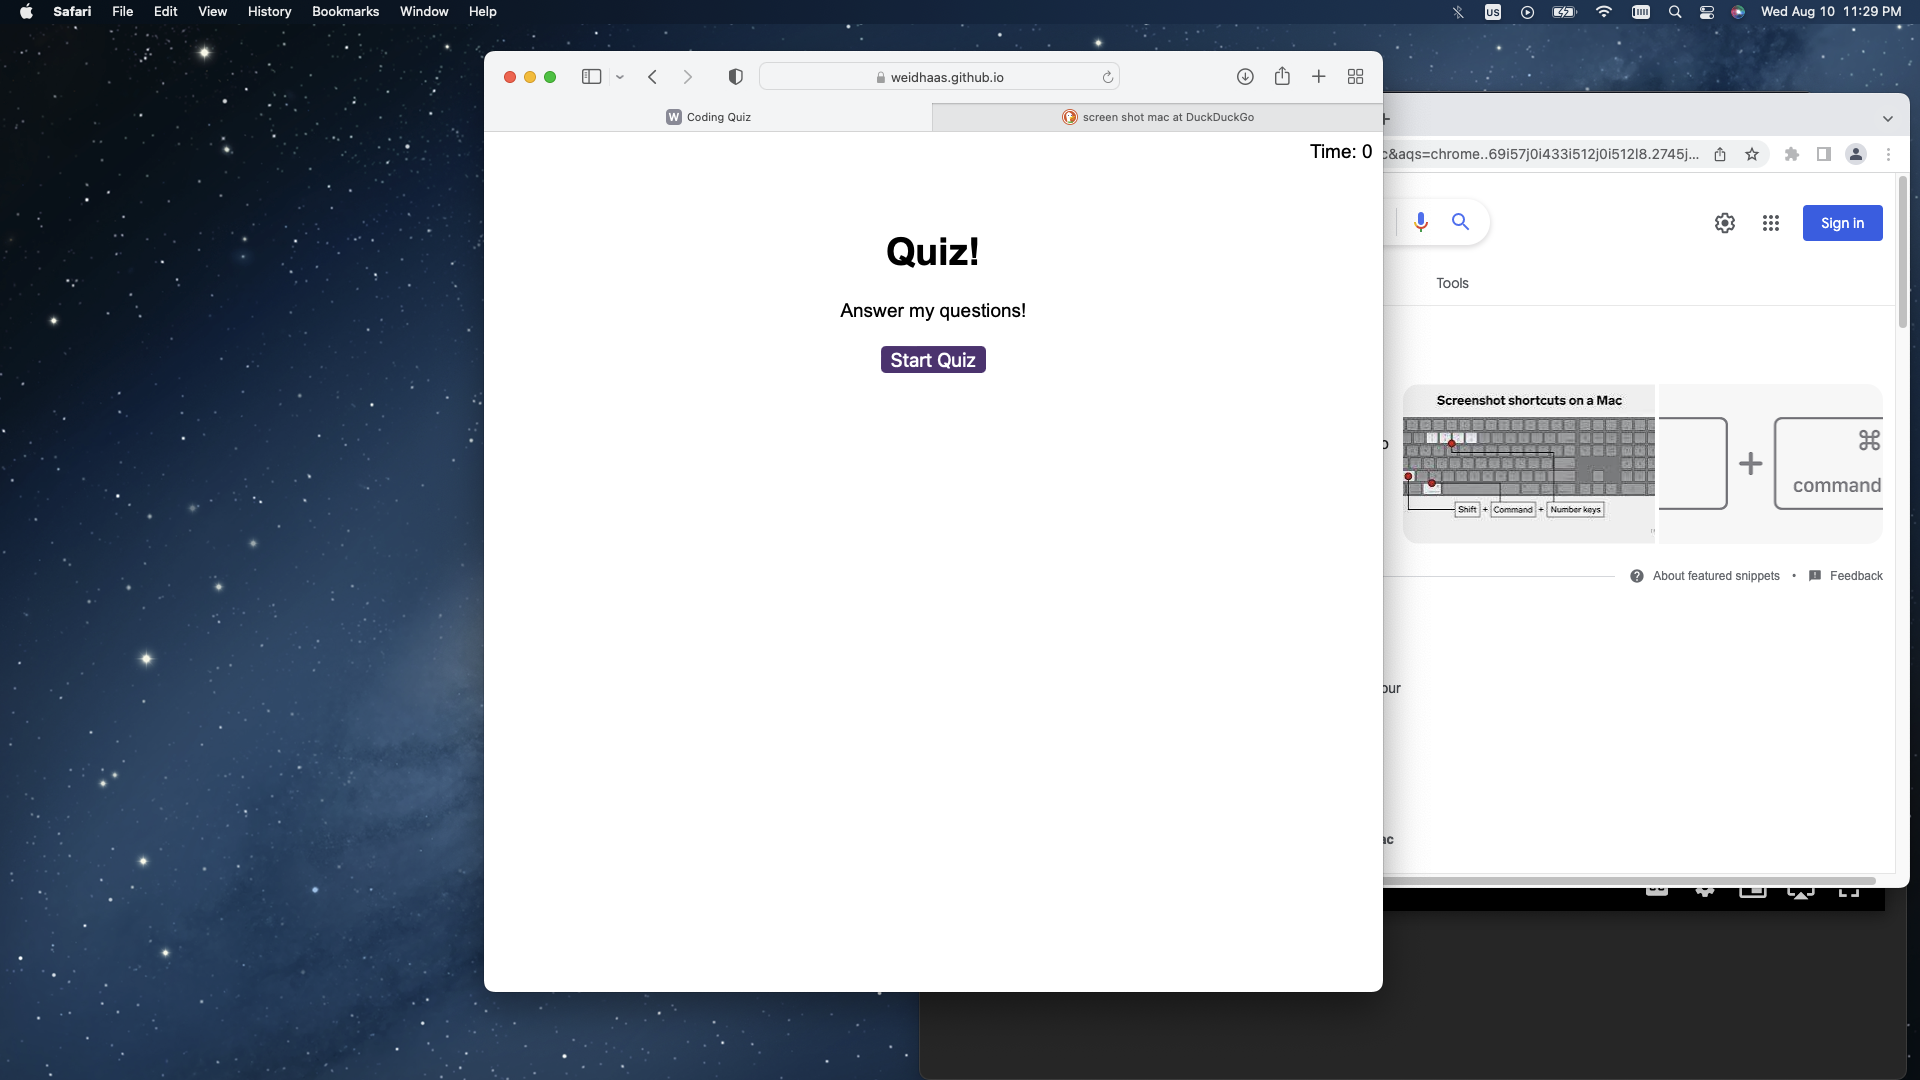 Safari File Edit View History Bookmarks Window Help
US
Wed Aug 10 11:29 PM
weidhaas.github.io
W Coding Quiz
screen shot mac at DuckDuckGo
Time: 0
Quiz!
Answer my questions!
Start Quiz
c&aqs=chrome..69i57j0i433i512j0i512l8.2745j...
Sign in
Tools
Screenshot shortcuts on a Mac
Shift + Command + Number keys
+
⌘
command
About featured snippets • Feedback
our
ac